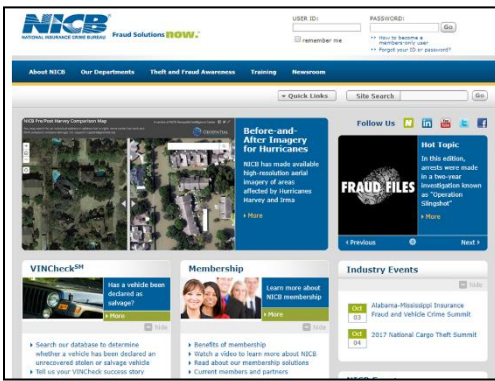 NICB
NATIONAL INSURANCE CRIME BUREAU
Fraud Solutions now.
USER ID:
PASSWORD:
Go
remember me
How to become a
members-only user
Forgot your ID or password?
About NICB
Our Departments
Theft and Fraud Awareness
Training
Newsroom
Quick Links
Site Search
Go
NICB Pre/Post Harvey Comparison Map
Before-and-
After Imagery
for Hurricanes
NICB has made available
high-resolution aerial
imagery of areas
affected by Hurricanes
Harvey and Irma
More
Follow Us
FRAUD FILES
Hot Topic
In this edition,
arrests were made
in a two-year
investigation known
as "Operation
Slingshot"
More
Previous
Next
VINCheck℠
Has a vehicle been
declared as
salvage?
More
hide
Search our database to determine
whether a vehicle has been declared an
unrecovered stolen or salvage vehicle
Tell us your VINCheck success story
Membership
Learn more about
NICB membership
More
hide
Benefits of membership
Watch a video to learn more about NICB
Read about our membership solutions
Current members and partners
Industry Events
hide
Oct
03
Alabama-Mississippi Insurance
Fraud and Vehicle Crime Summit
Oct
04
2017 National Cargo Theft Summit